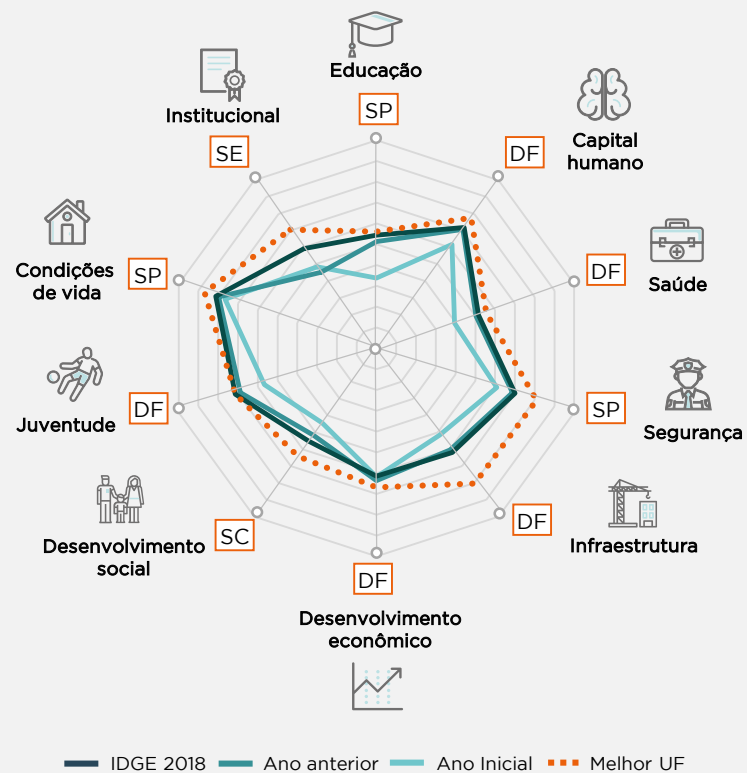 Educação
SP
Institucional
SE
Capital
humano
DF
Condições
de vida
SP
Saúde
DF
Juventude
DF
Segurança
SP
Desenvolvimento
social
SC
Infraestrutura
DF
DF
Desenvolvimento
econômico
IDGE 2018 Ano anterior Ano Inicial Melhor UF